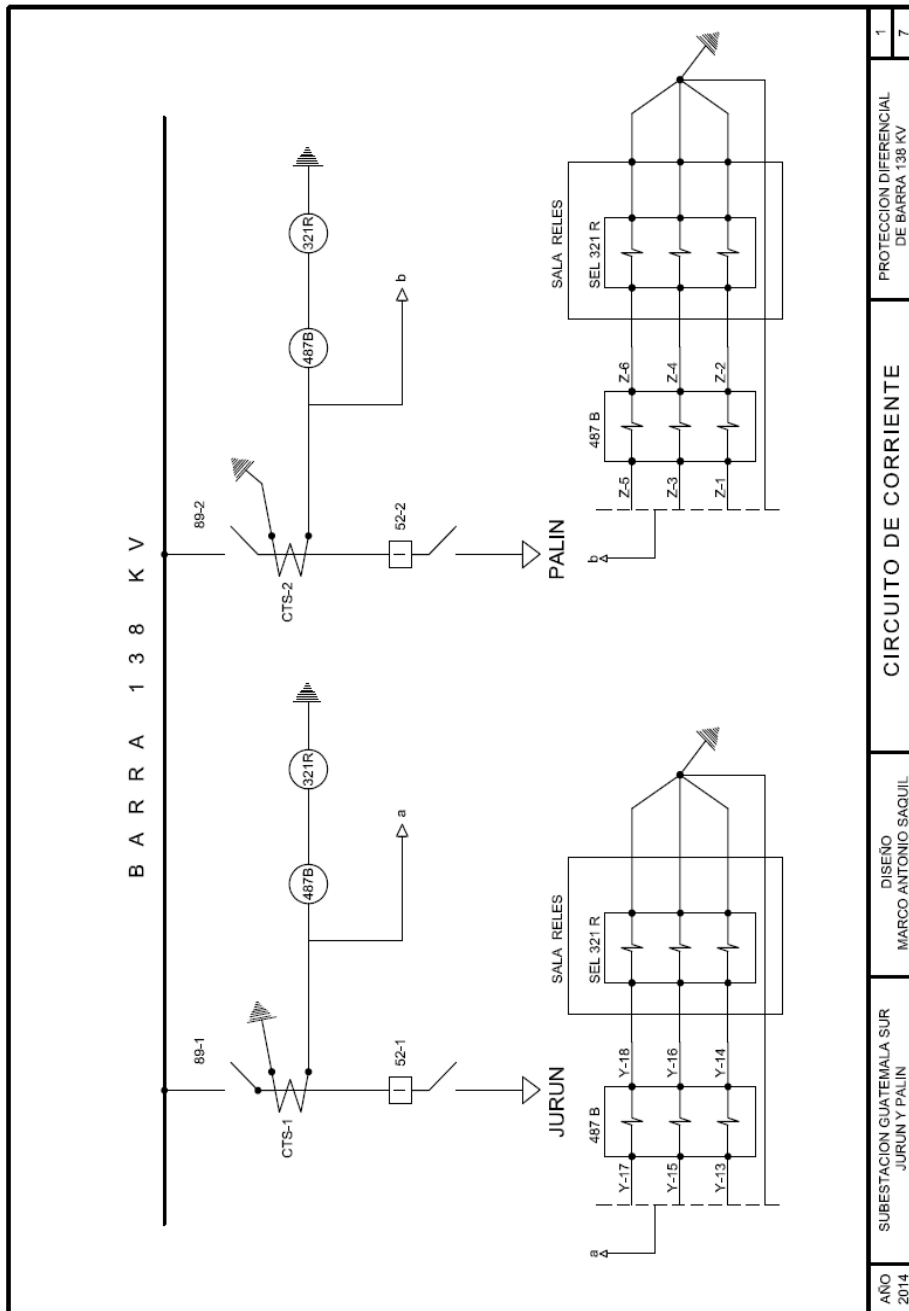 BARRA 138 KV
89-1
CTS-1
52-1
JURUN
487B
321R
a
89-2
CTS-2
52-2
PALIN
487B
321R
b
a
Y-17
Y-15
Y-13
487 B
Y-18
Y-16
Y-14
SALA RELES
SEL 321 R
b
Z-5
Z-3
Z-1
487 B
Z-6
Z-4
Z-2
SALA RELES
SEL 321 R
AÑO
2014
SUBESTACION GUATEMALA SUR
JURUN Y PALIN
DISEÑO
MARCO ANTONIO SAQUIL
CIRCUITO DE CORRIENTE
PROTECCION DIFERENCIAL
DE BARRA 138 KV
1
7